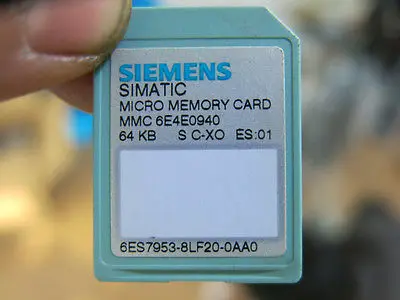 SIEMENS
SIMATIC
MICRO MEMORY CARD
MMC 6E4E0940
64 KB S C-XO ES:01
6ES7953-8LF20-0AA0